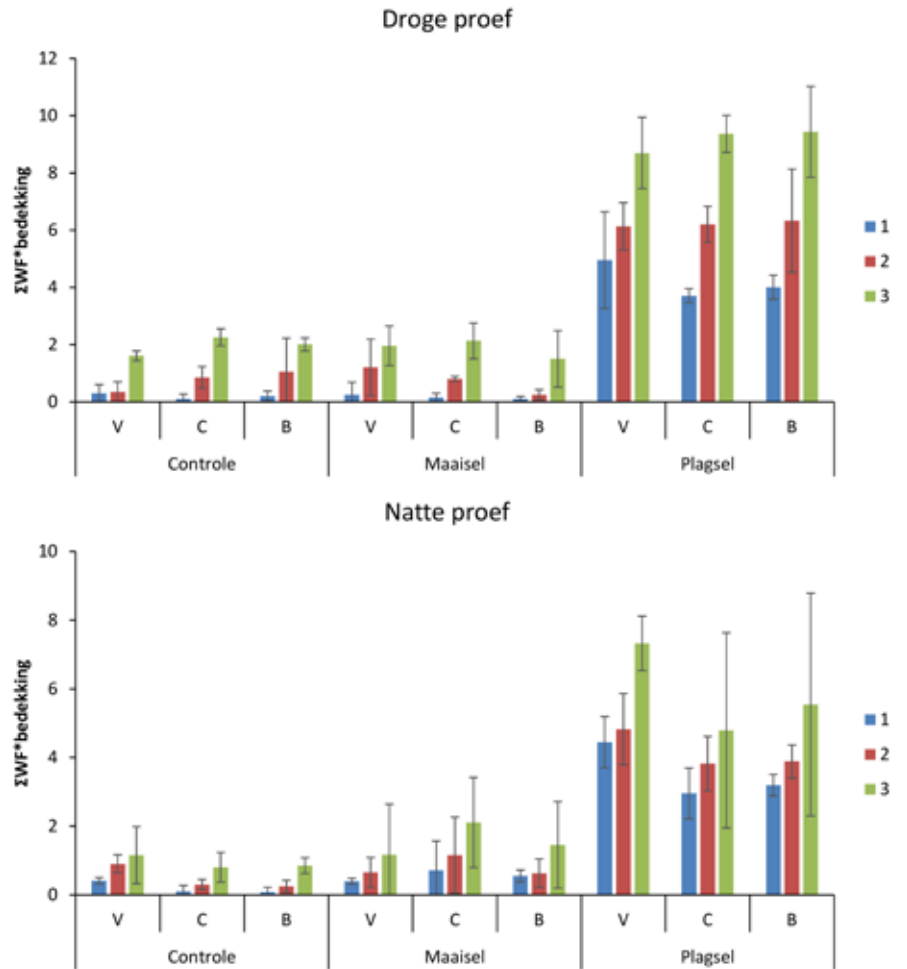 Droge proef
12
10
8
6
4
2
0
ΣWF*bedekking
V C B V C B V C B
Controle Maaisel Plagsel
1
2
3
Natte proef
10
8
6
4
2
0
ΣWF*bedekking
V C B V C B V C B
Controle Maaisel Plagsel
1
2
3